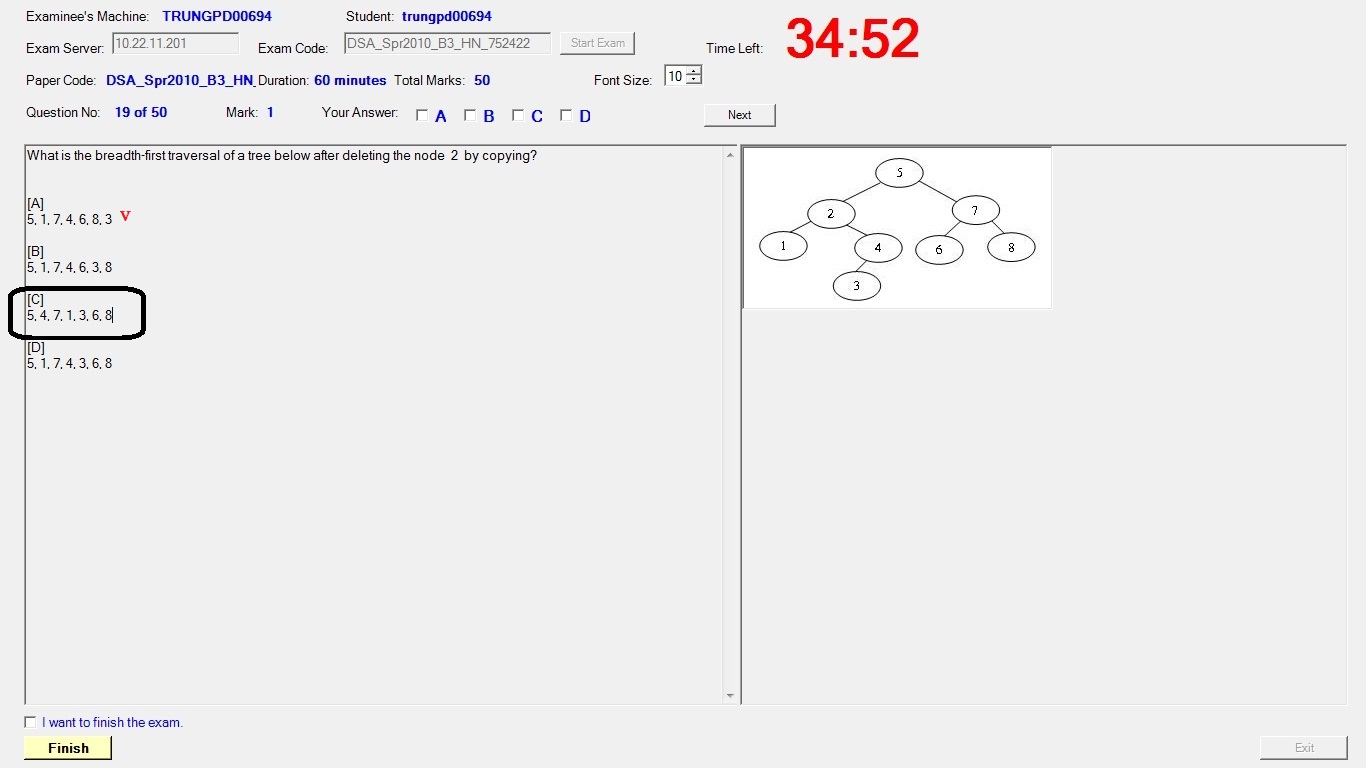 Examinee's Machine: TRUNGPD00694 Student: trungpd00694
Exam Server: 10.22.11.201 Exam Code: DSA_Spr2010_B3_HN_752422 Start Exam Time Left: 34:52
Paper Code: DSA_Spr2010_B3_HN_ Duration: 60 minutes Total Marks: 50 Font Size: 10
Question No: 19 of 50 Mark: 1 Your Answer: A B C D Next
What is the breadth-first traversal of a tree below after deleting the node 2 by copying?
[A]
5, 1, 7, 4, 6, 8, 3 V
[B]
5, 1, 7, 4, 6, 3, 8
[C]
5, 4, 7, 1, 3, 6, 8
[D]
5, 1, 7, 4, 3, 6, 8
5
2 7
1 4 6 8
3
I want to finish the exam.
Finish Exit